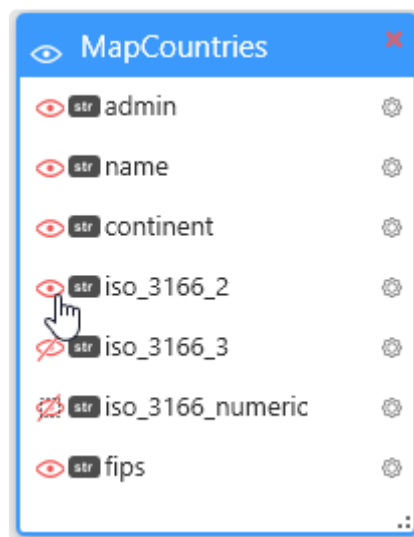 MapCountries
str admin
str name
str continent
str iso_3166_2
str iso_3166_3
str iso_3166_numeric
str fips